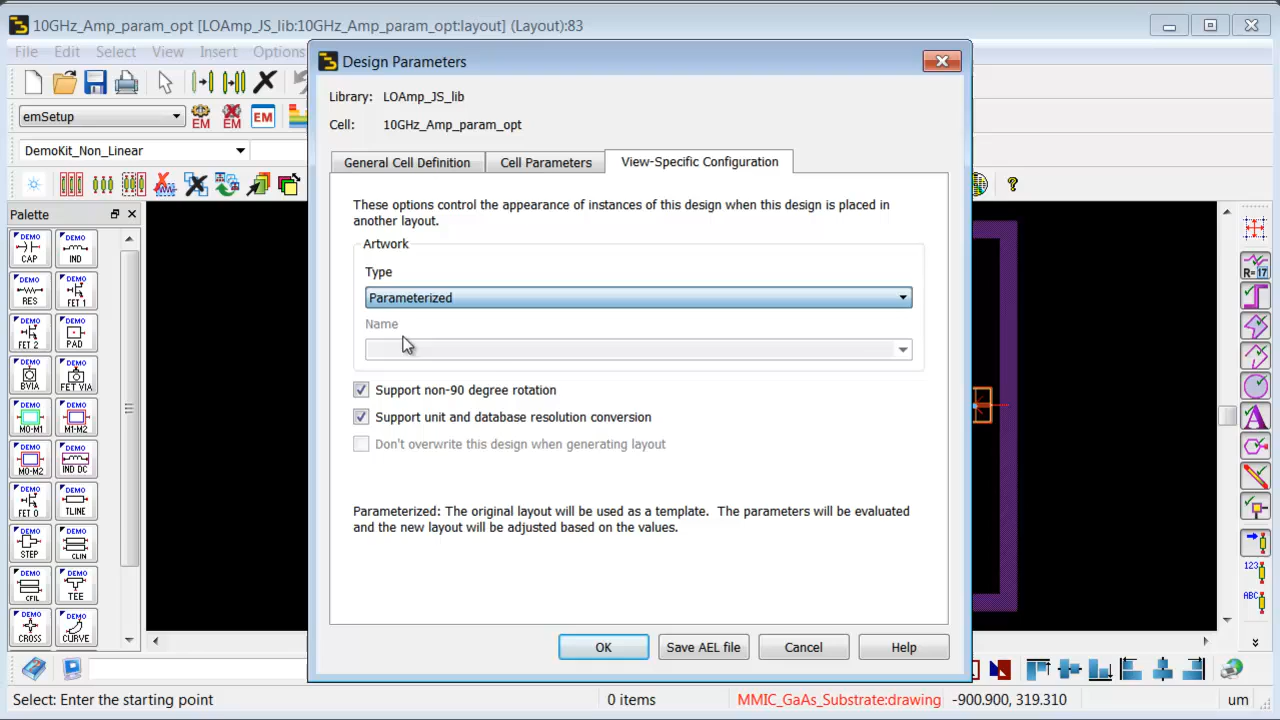 10GHz_Amp_param_opt [LOAmp_JS_lib:10GHz_Amp_param_opt:layout] (Layout):83
File Edit Select View Insert Options
emSetup
EM
EM
EM
DemoKit_Non_Linear
Palette
DEMO
CAP
DEMO
IND
DEMO
RES
DEMO
FET 1
DEMO
FET 2
DEMO
PAD
DEMO
BVIA
DEMO
FET VIA
DEMO
M0-M1
DEMO
M1-M2
DEMO
M0-M2
DEMO
IND DC
DEMO
FET 0
DEMO
TLINE
DEMO
STEP
DEMO
CLIN
DEMO
CFIL
DEMO
TEE
DEMO
CROSS
DEMO
CURVE
Design Parameters
Library: LOAmp_JS_lib
Cell: 10GHz_Amp_param_opt
General Cell Definition
Cell Parameters
View-Specific Configuration
These options control the appearance of instances of this design when this design is placed in
another layout.
Artwork
Type
Parameterized
Name
Support non-90 degree rotation
Support unit and database resolution conversion
Don't overwrite this design when generating layout
Parameterized: The original layout will be used as a template. The parameters will be evaluated
and the new layout will be adjusted based on the values.
OK
Save AEL file
Cancel
Help
R=17
A
123
ABC
Select: Enter the starting point
0 items
MMIC_GaAs_Substrate:drawing
-900.900, 319.310
um